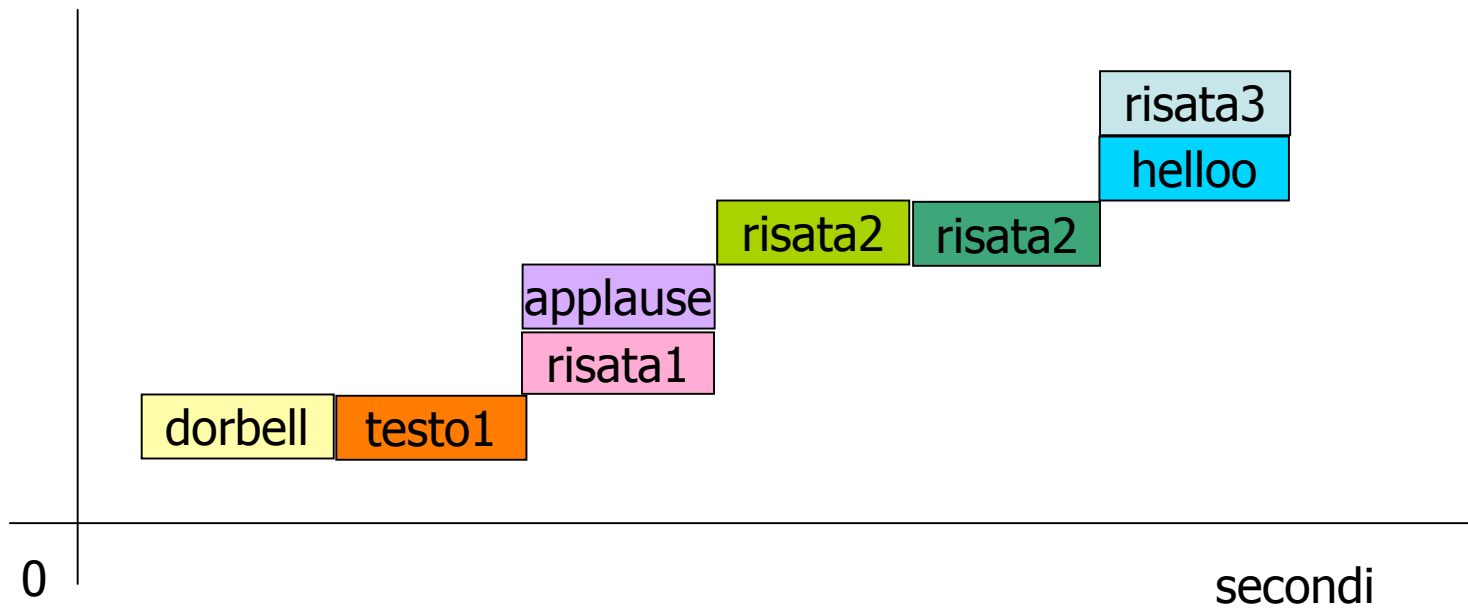 risata3
helloo
risata2 risata2
applause
risata1
dorbell testo1
0
secondi